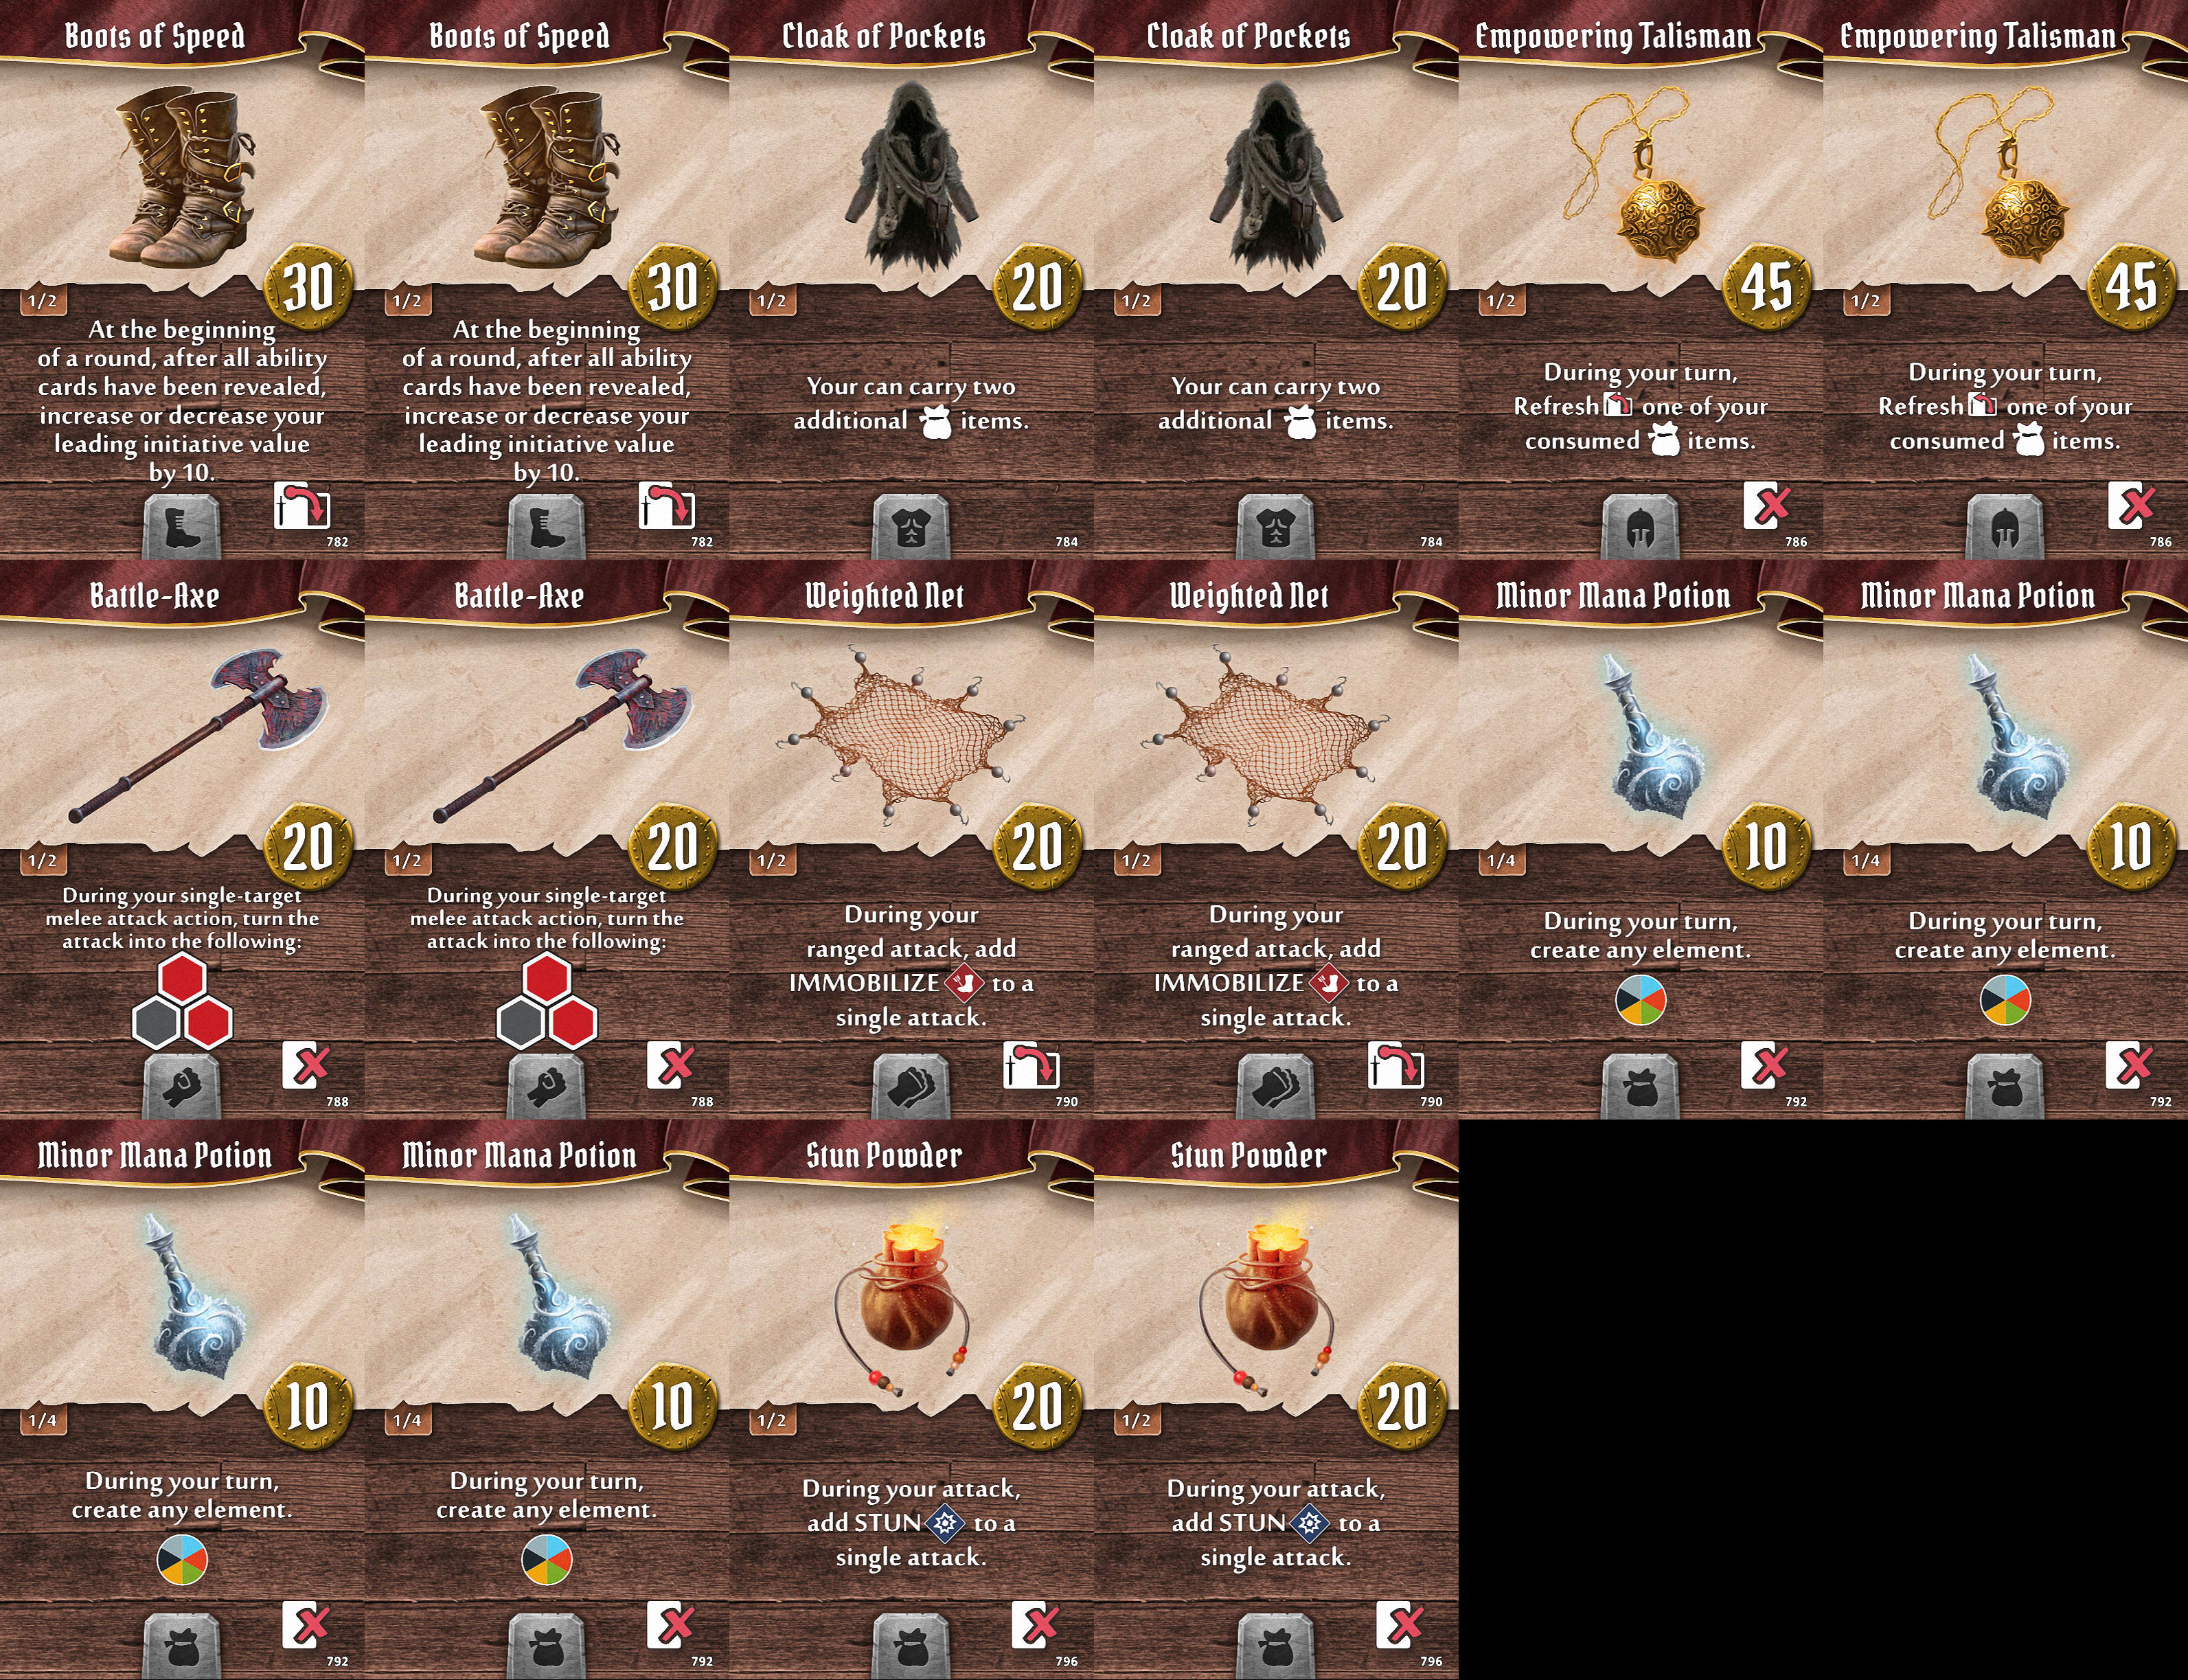 Boots of Speed
30
1/2
At the beginning
of a round, after all ability
cards have been revealed,
increase or decrease your
leading initiative value
by 10.
782
Boots of Speed
30
1/2
At the beginning
of a round, after all ability
cards have been revealed,
increase or decrease your
leading initiative value
by 10.
782
Cloak of Pockets
20
1/2
Your can carry two
additional items.
784
Cloak of Pockets
20
1/2
Your can carry two
additional items.
784
Empowering Talisman
45
1/2
During your turn,
Refresh one of your
consumed items.
786
Empowering Talisman
45
1/2
During your turn,
Refresh one of your
consumed items.
786
Battle-Axe
20
1/2
During your single-target
melee attack action, turn the
attack into the following:
788
Battle-Axe
20
1/2
During your single-target
melee attack action, turn the
attack into the following:
788
Weighted Net
20
1/2
During your
ranged attack, add
IMMOBILIZE to a
single attack.
790
Weighted Net
20
1/2
During your
ranged attack, add
IMMOBILIZE to a
single attack.
790
Minor Mana Potion
10
1/4
During your turn,
create any element.
792
Minor Mana Potion
10
1/4
During your turn,
create any element.
792
Minor Mana Potion
10
1/4
During your turn,
create any element.
792
Minor Mana Potion
10
1/4
During your turn,
create any element.
792
Stun Powder
20
1/2
During your attack,
add STUN to a
single attack.
796
Stun Powder
20
1/2
During your attack,
add STUN to a
single attack.
796